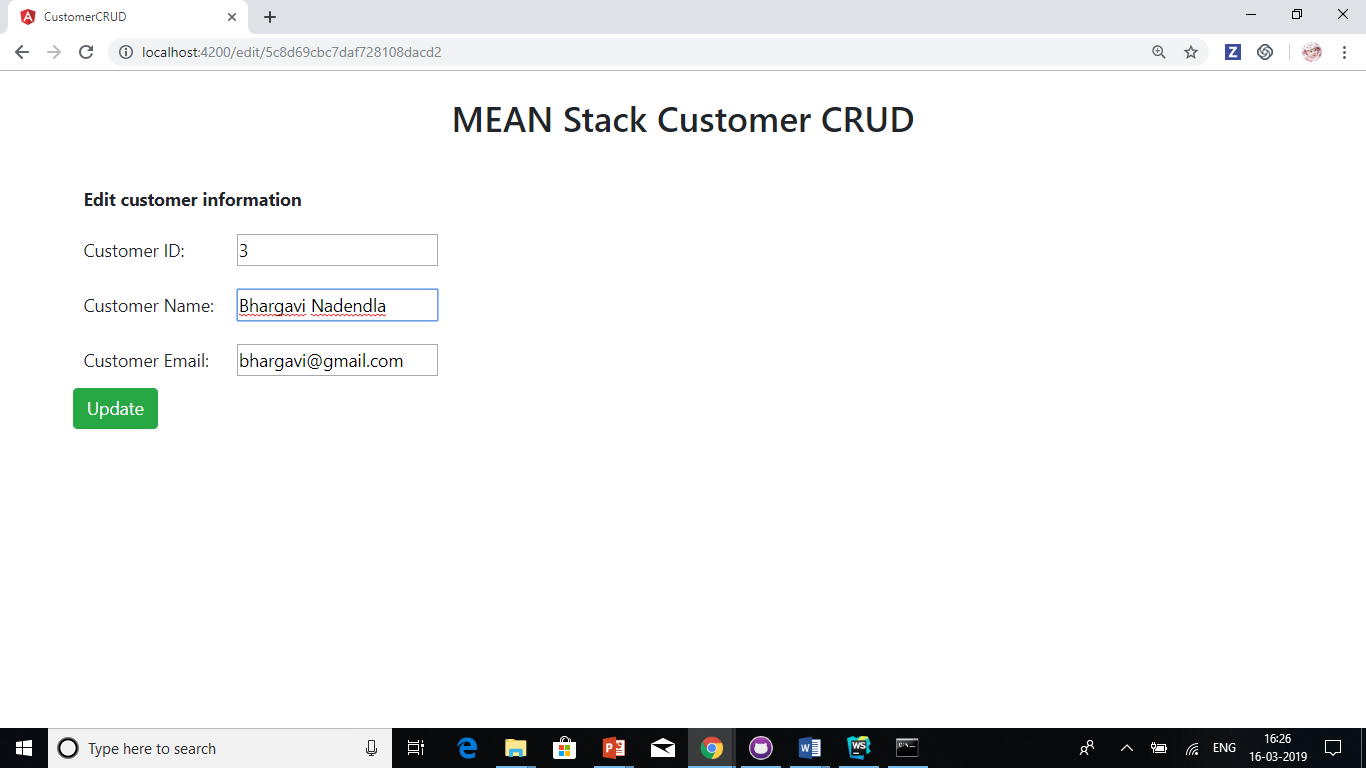 CustomerCRUD
localhost:4200/edit/5c8d69cbc7daf728108dacd2
Z
MEAN Stack Customer CRUD
Edit customer information
Customer ID: 3
Customer Name: Bhargavi Nadendla
Customer Email: bhargavi@gmail.com
Update
Type here to search
ENG
16:26
16-03-2019